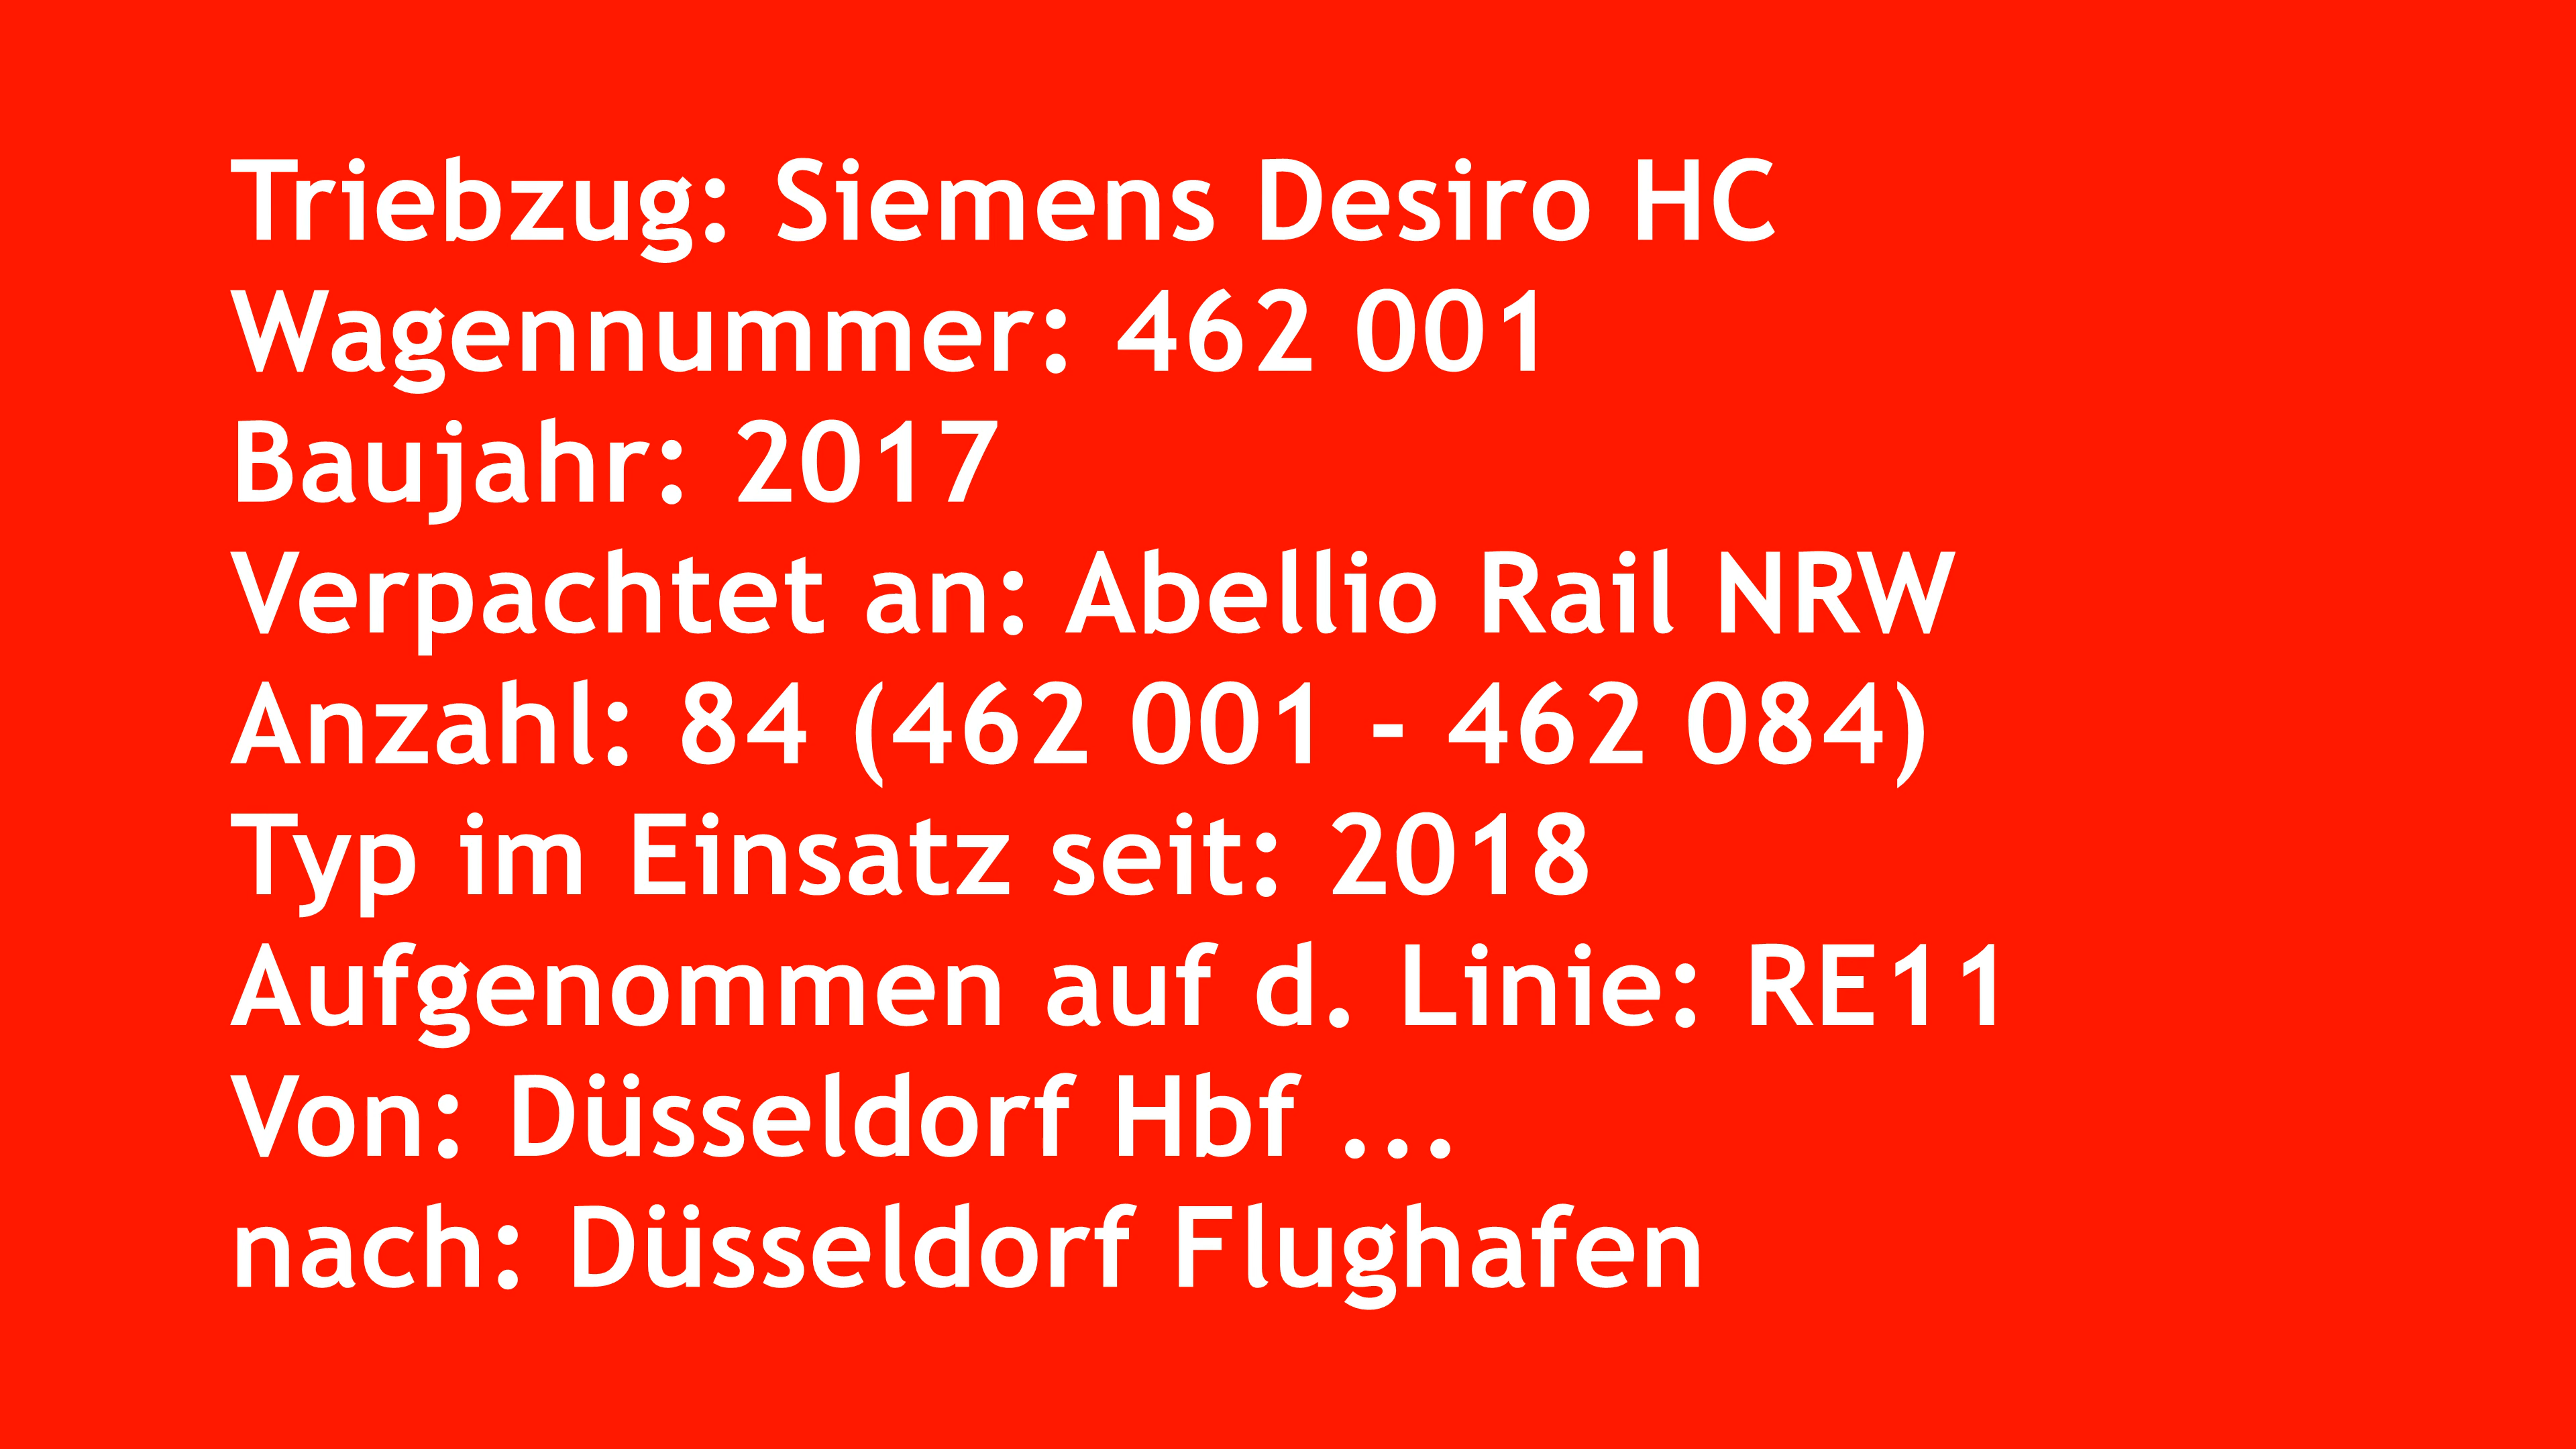 Triebzug: Siemens Desiro HC
Wagennummer: 462 001
Baujahr: 2017
Verpachtet an: Abellio Rail NRW
Anzahl: 84 (462 001 - 462 084)
Typ im Einsatz seit: 2018
Aufgenommen auf d. Linie: RE11
Von: Düsseldorf Hbf ...
nach: Düsseldorf Flughafen